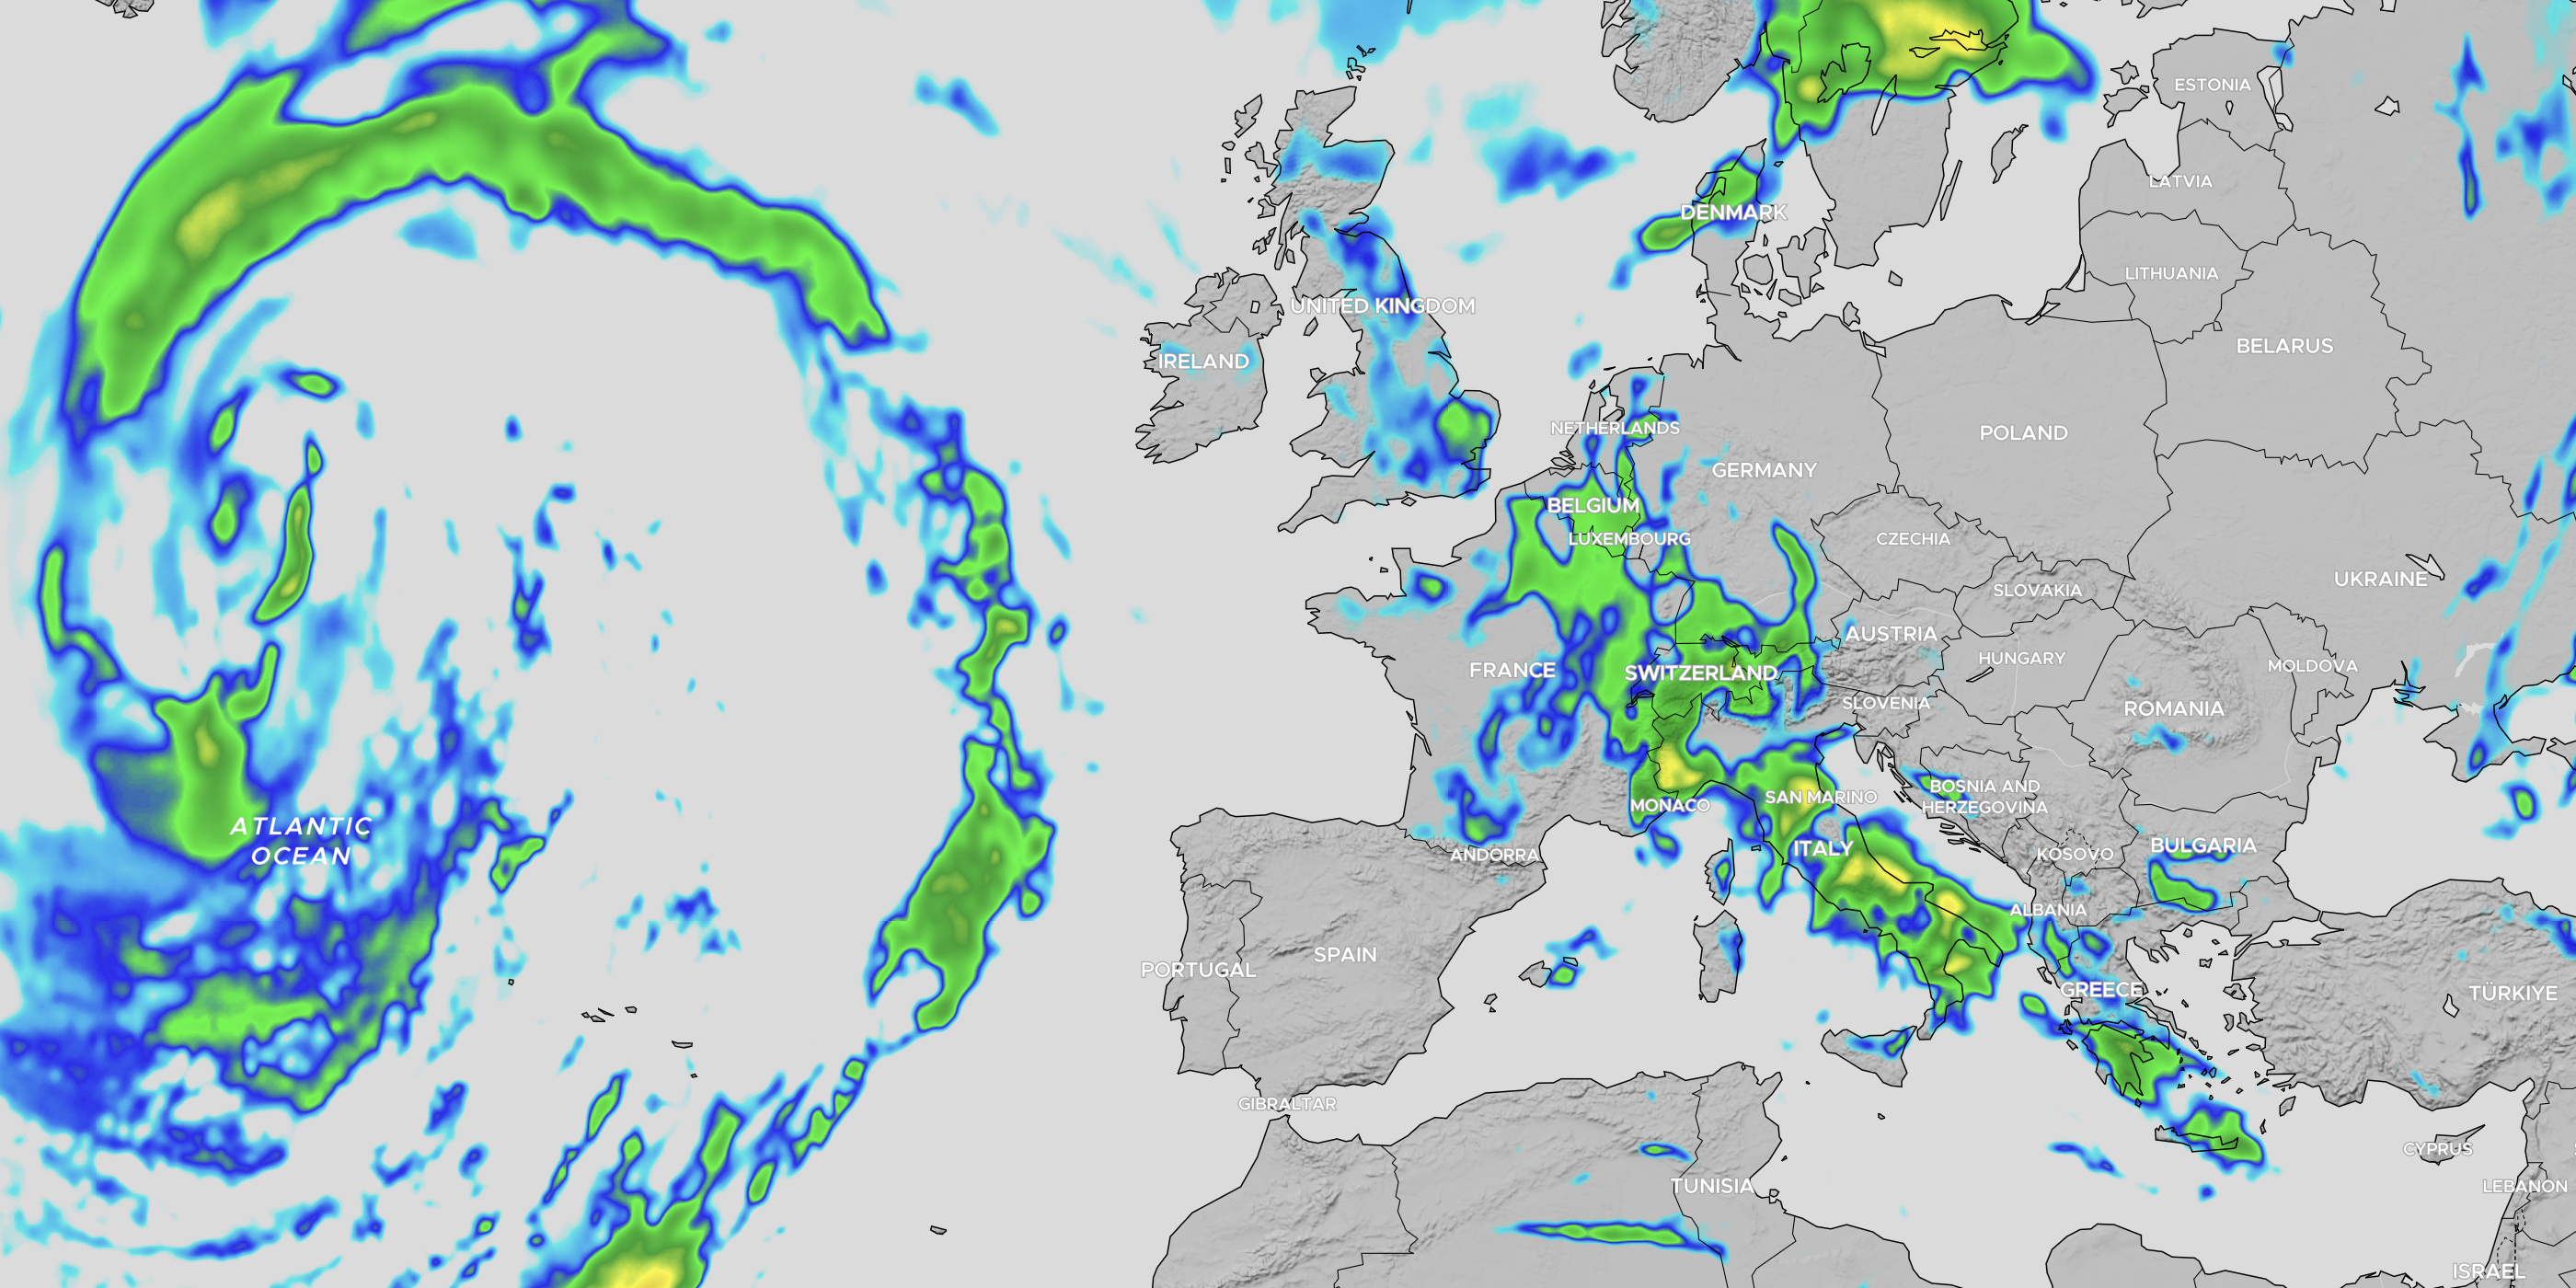 ESTONIA
LATVIA
DENMARK
LITHUANIA
UNITED KINGDOM
BELARUS
IRELAND
NETHERLANDS
POLAND
GERMANY
BELGIUM
LUXEMBOURG
CZECHIA
UKRAINE
SLOVAKIA
AUSTRIA
HUNGARY
MOLDOVA
FRANCE
SWITZERLAND
SLOVENIA
ROMANIA
BOSNIA AND
HERZEGOVINA
SAN MARINO
MONACO
ATLANTIC
OCEAN
ITALY
BULGARIA
KOSOVO
ANDORRA
ALBANIA
SPAIN
PORTUGAL
GREECE
TÜRKIYE
GIBRALTAR
CYPRUS
TUNISIA
LEBANON
ISRAEL